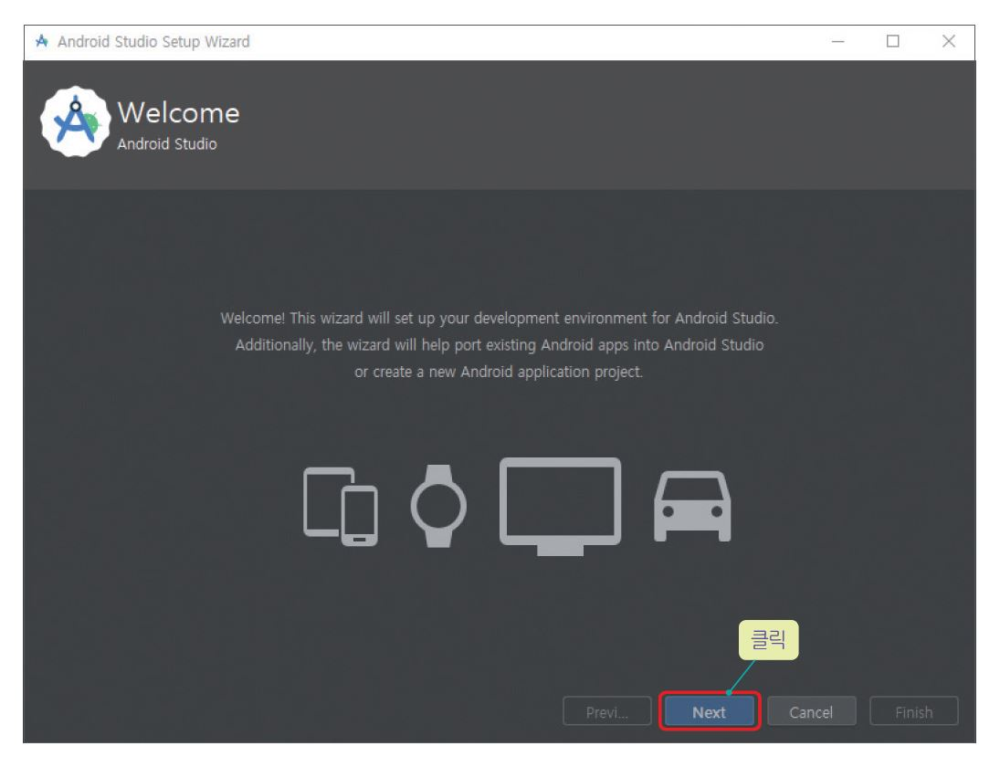 Android Studio Setup Wizard
Welcome
Android Studio
Welcome! This wizard will set up your development environment for Android Studio.
Additionally, the wizard will help port existing Android apps into Android Studio
or create a new Android application project.
클릭
Previ... Next Cancel Finish